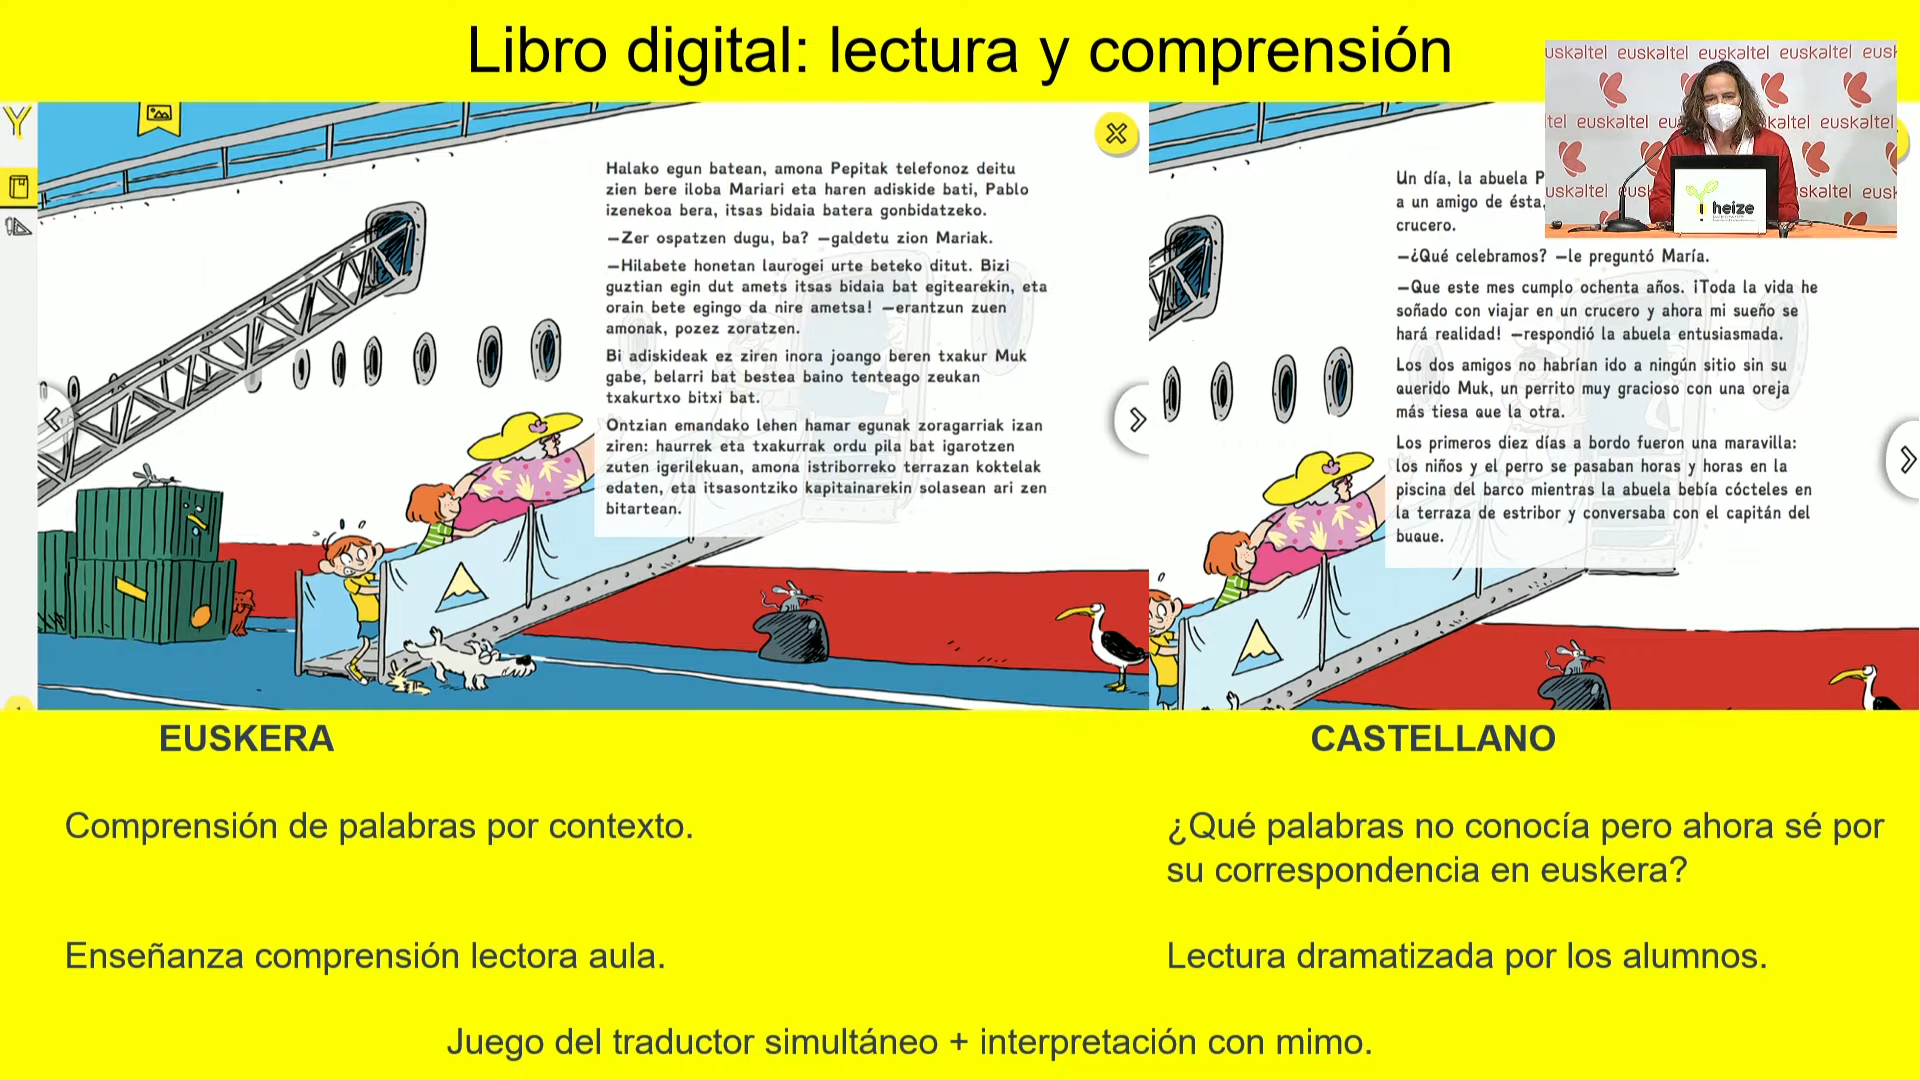 Libro digital: lectura y comprensión
euskaltel euskaltel euskaltel
euskaltel euskaltel
euskaltel
heize
Halako egun batean, amona Pepitak telefonoz deitu
zien bere iloba Mariari eta haren adiskide bati, Pablo
izenekoa bera, itsas bidaia batera gonbidatzeko.
—Zer ospatzen dugu, ba? —galdetu zion Mariak.
—Hilabete honetan laurogei urte beteko ditut. Bizi
guztian egin dut amets itsas bidaia bat egitearekin, eta
orain bete egingo da nire ametsa! —erantzun zuen
amonak, pozez zoratzen.
Bi adiskideak ez ziren inora joango beren txakur Muk
gabe, belarri bat bestea baino tenteago zeukan
txakurtxo bitxi bat.
Ontzian emandako lehen hamar egunak zoragarriak izan
ziren: haurrek eta txakurrak ordu pila bat igarotzen
zuten igerilekuan, amona istriborreko terrazan koktelak
edaten, eta itsasontziko kapitainarekin solasean ari zen
bitartean.
Un día, la abuela P
a un amigo de ésta,
crucero.
—¿Qué celebramos? —le preguntó María.
—Que este mes cumplo ochenta años. ¡Toda la vida he
soñado con viajar en un crucero y ahora mi sueño se
hará realidad! —respondió la abuela entusiasmada.
Los dos amigos no habrían ido a ningún sitio sin su
querido Muk, un perrito muy gracioso con una oreja
más tiesa que la otra.
Los primeros diez días a bordo fueron una maravilla:
los niños y el perro se pasaban horas y horas en la
piscina del barco mientras la abuela bebía cócteles en
la terraza de estribor y conversaba con el capitán del
buque.
EUSKERA
Comprensión de palabras por contexto.
Enseñanza comprensión lectora aula.
CASTELLANO
¿Qué palabras no conocía pero ahora sé por
su correspondencia en euskera?
Lectura dramatizada por los alumnos.
Juego del traductor simultáneo + interpretación con mimo.